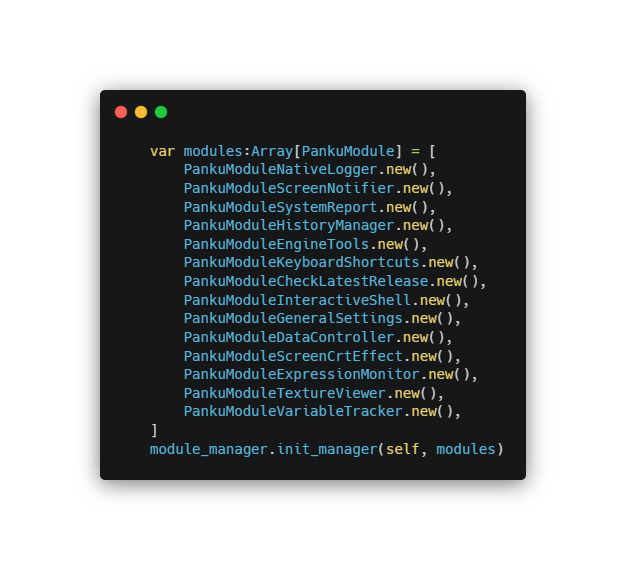 var modules:Array[PankuModule] = [
    PankuModuleNativeLogger.new(),
    PankuModuleScreenNotifier.new(),
    PankuModuleSystemReport.new(),
    PankuModuleHistoryManager.new(),
    PankuModuleEngineTools.new(),
    PankuModuleKeyboardShortcuts.new(),
    PankuModuleCheckLatestRelease.new(),
    PankuModuleInteractiveShell.new(),
    PankuModuleGeneralSettings.new(),
    PankuModuleDataController.new(),
    PankuModuleScreenCrtEffect.new(),
    PankuModuleExpressionMonitor.new(),
    PankuModuleTextureViewer.new(),
    PankuModuleVariableTracker.new(),
]
module_manager.init_manager(self, modules)